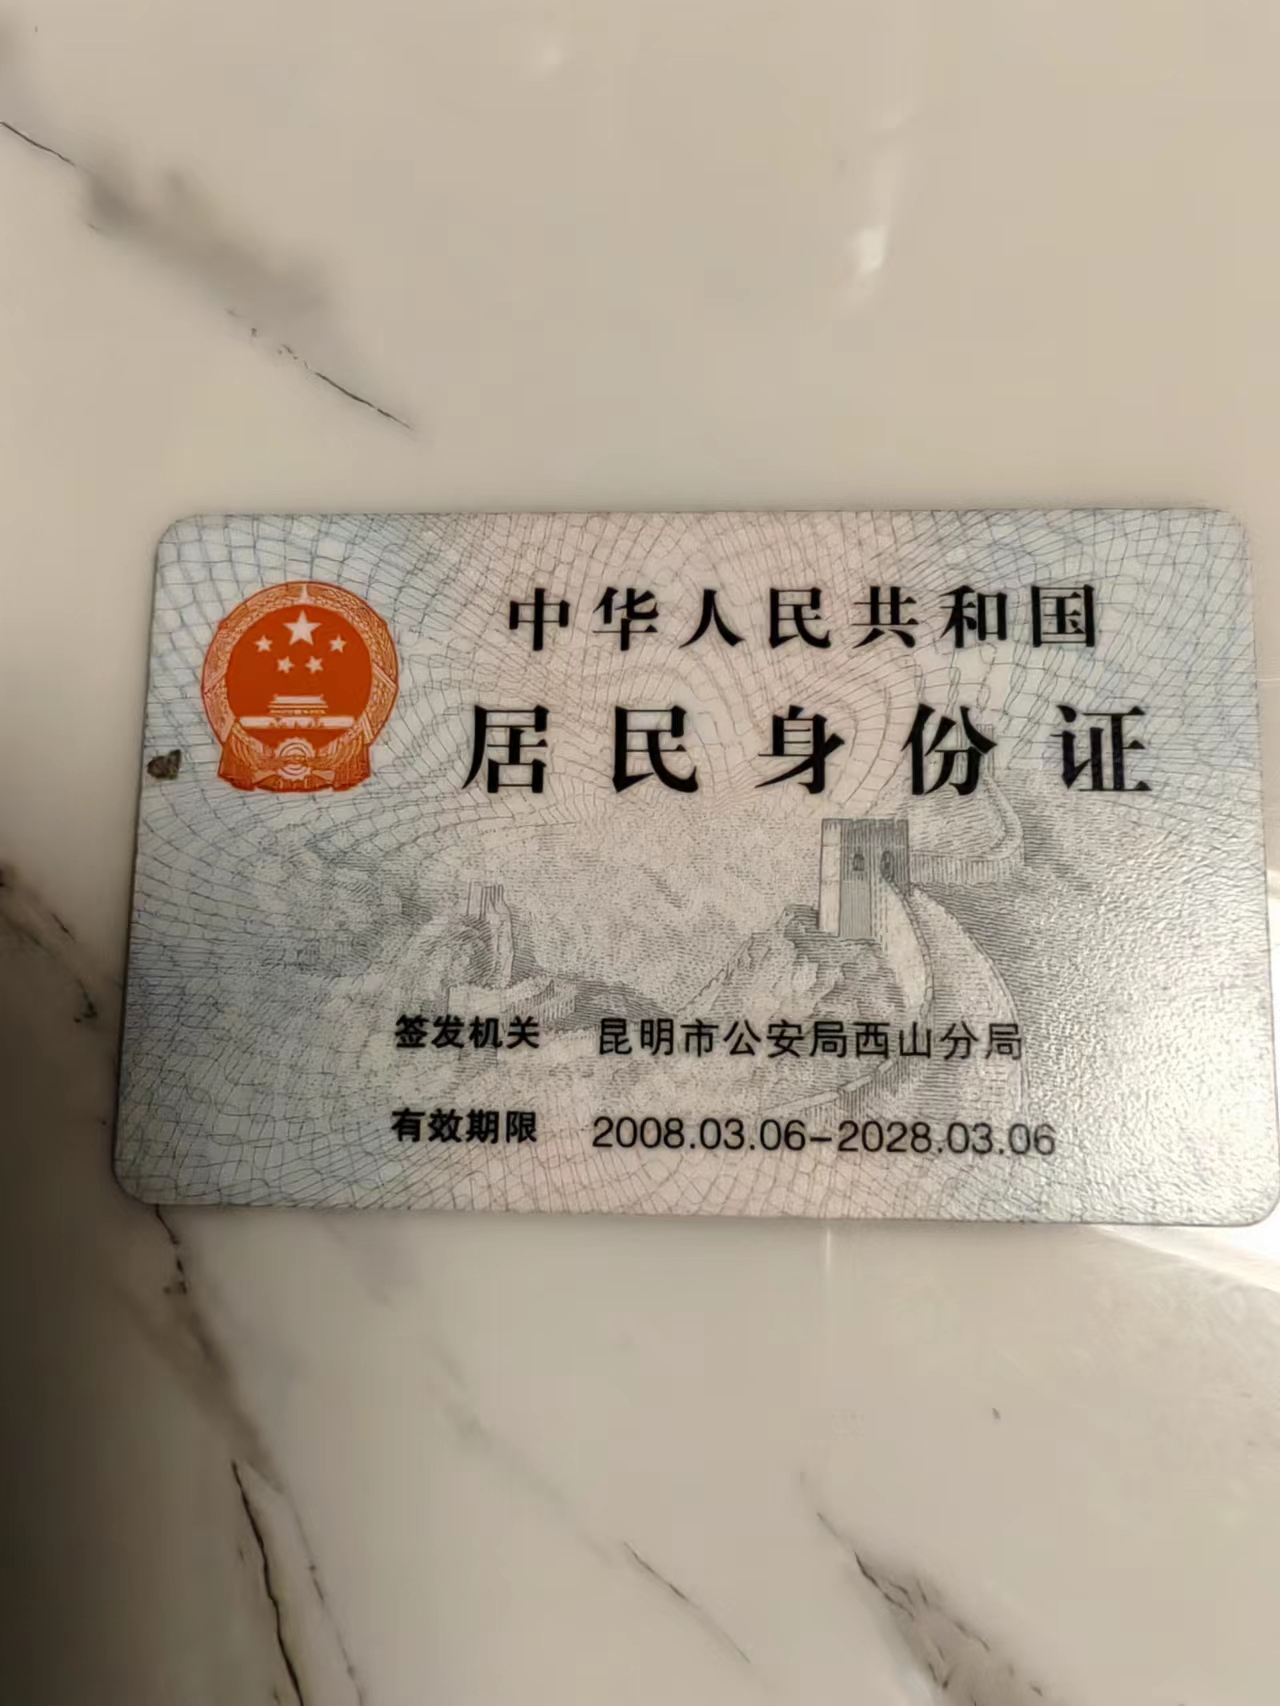 中华人民共和国
居民身份证
签发机关 昆明市公安局西山分局
有效期限 2008.03.06-2028.03.06